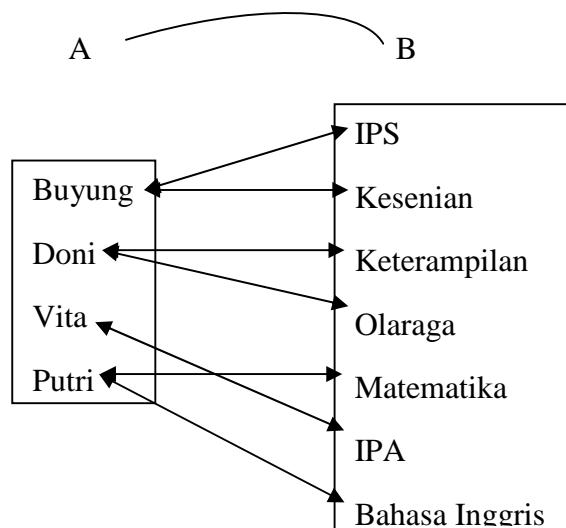 A
B
Buyung
Doni
Vita
Putri
IPS
Kesenian
Keterampilan
Olaraga
Matematika
IPA
Bahasa Inggris